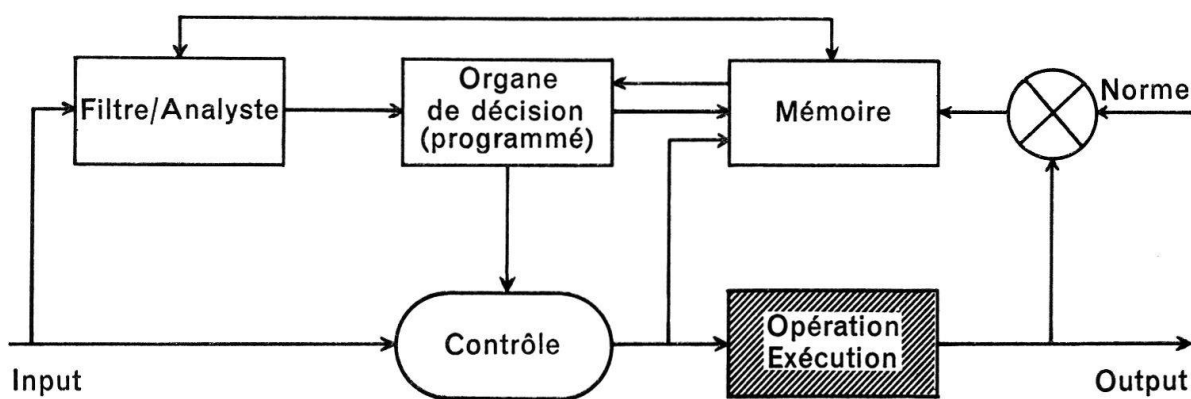 Filtre/Analyste
Organe
de décision
(programmé)
Mémoire
Norme
Contrôle
Opération
Exécution
Input
Output